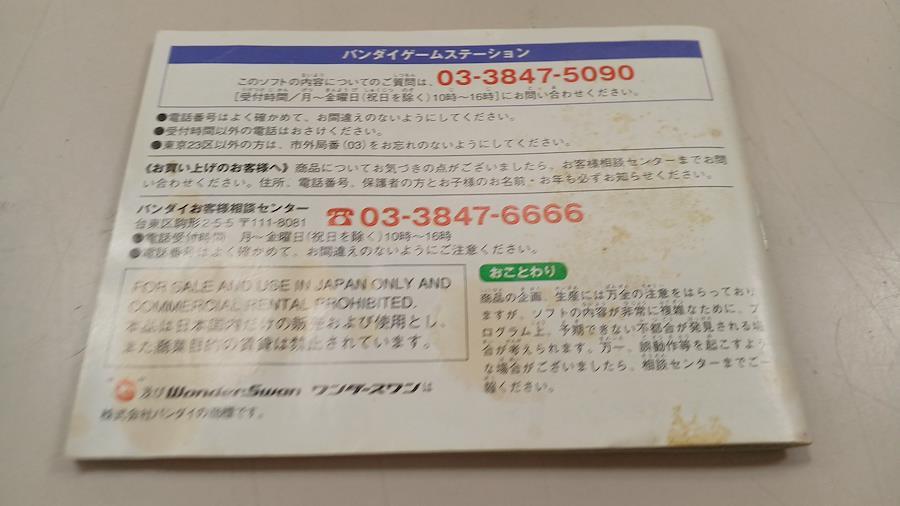 バンダイゲームステーション
このソフトの内容についてのご質問は、03-3847-5090
[受付時間/月〜金曜日(祝日を除く)10時〜16時]にお問い合わせください。
●電話番号はよく確かめて、お間違えのないようにしてください。
●受付時間以外の電話はおさけください。
●東京23区以外の方は、市外局番(03)をお忘れのないようにしてください。
《お買い上げのお客様へ》商品についてお気づきの点がございましたら、お客様相談センターまでお問
い合わせください。住所、電話番号、保護者の方とお子様のお名前・お年も必ずお知らせください。
バンダイお客様相談センター ☎03-3847-6666
台東区駒形2-5-5 〒111-8081
●電話受付時間 月〜金曜日(祝日を除く)10時〜16時
●電話番号はよく確かめて、お間違えのないようにご注意ください。
FOR SALE AND USE IN JAPAN ONLY AND
COMMERCIAL RENTAL PROHIBITED.
本品は日本国内だけの販売および使用とし、
また商業目的の賃貸は禁止されています。
及びWonderSwan ワンダースワンは
株式会社バンダイの商標です。
おことわり
商品の企画、生産には万全の注意をはらっており
ますが、ソフトの内容が非常に複雑なために、プ
ログラム上、予期できない不都合が発見される場
合が考えられます。万一、誤動作等を起こすよう
な場合がございましたら、相談センターまでご一
報ください。